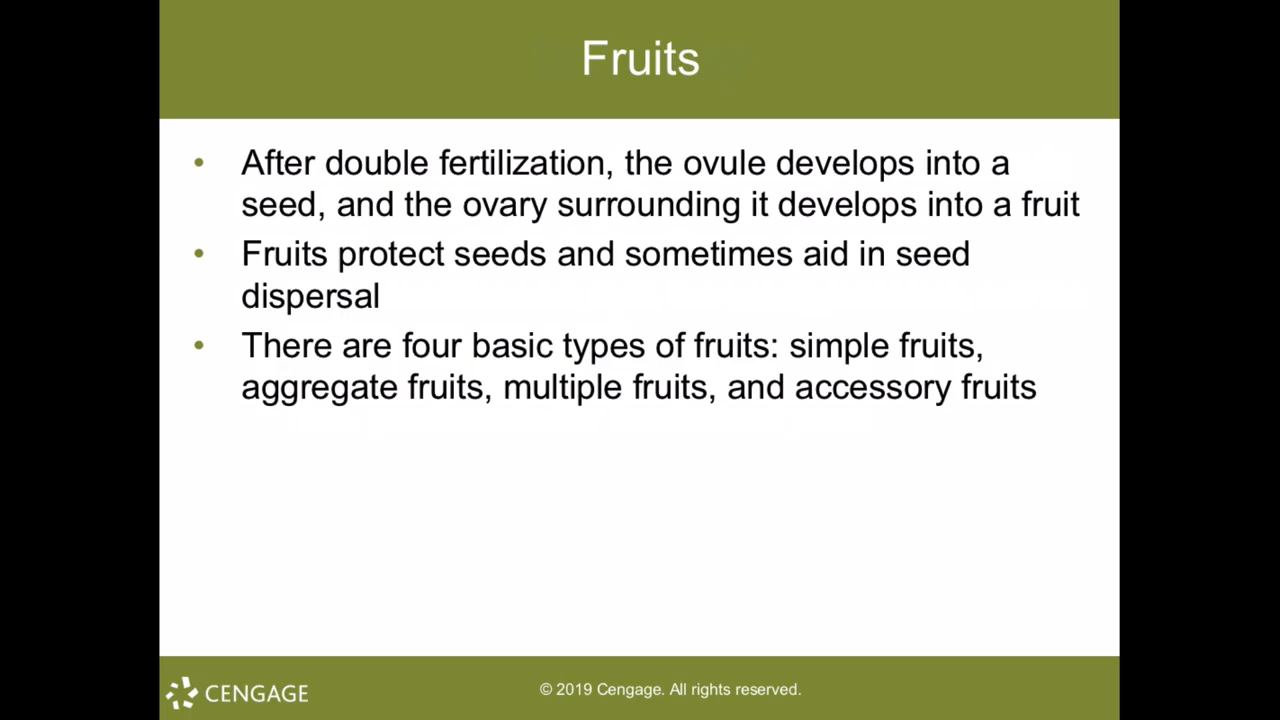 Fruits
• After double fertilization, the ovule develops into a
seed, and the ovary surrounding it develops into a fruit
• Fruits protect seeds and sometimes aid in seed
dispersal
• There are four basic types of fruits: simple fruits,
aggregate fruits, multiple fruits, and accessory fruits
CENGAGE
© 2019 Cengage. All rights reserved.